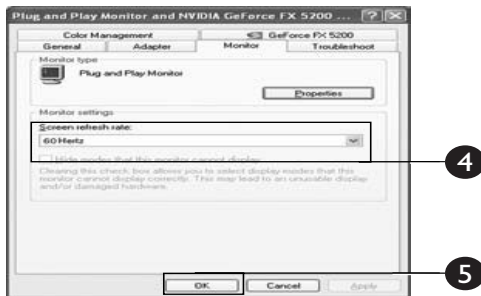 Plug and Play Monitor and NVIDIA GeForce FX 5200 ...
Color Management GeForce FX 5200
General Adapter Monitor Troubleshoot
Monitor type
Plug and Play Monitor
Properties
Monitor settings
Screen refresh rate:
60 Hertz
Hide modes that this monitor cannot display
4
Clearing this check box allows you to select display modes that this
monitor cannot display correctly. This may lead to an unusable display
and/or damaged hardware.
OK Cancel Apply
5